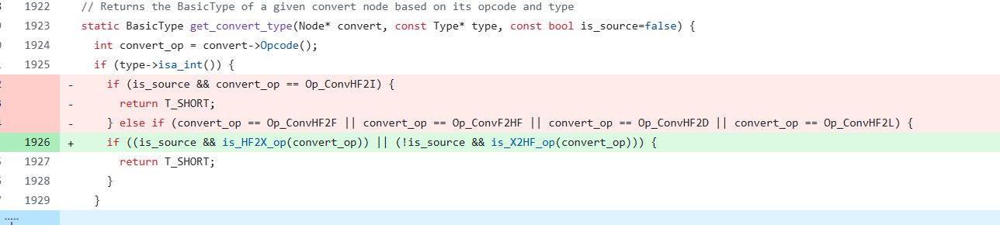 1922 // Returns the BasicType of a given convert node based on its opcode and type
1923 static BasicType get_convert_type(Node* convert, const Type* type, const bool is_source=false) {
1924 int convert_op = convert->Opcode();
1925 if (type->isa_int()) {
- if (is_source && convert_op == Op_ConvHF2I) {
- return T_SHORT;
- } else if (convert_op == Op_ConvHF2F || convert_op == Op_ConvF2HF || convert_op == Op_ConvHF2D || convert_op == Op_ConvHF2L) {
1926 + if ((is_source && is_HF2X_op(convert_op)) || (!is_source && is_X2HF_op(convert_op))) {
1927 return T_SHORT;
1928 }
1929 }